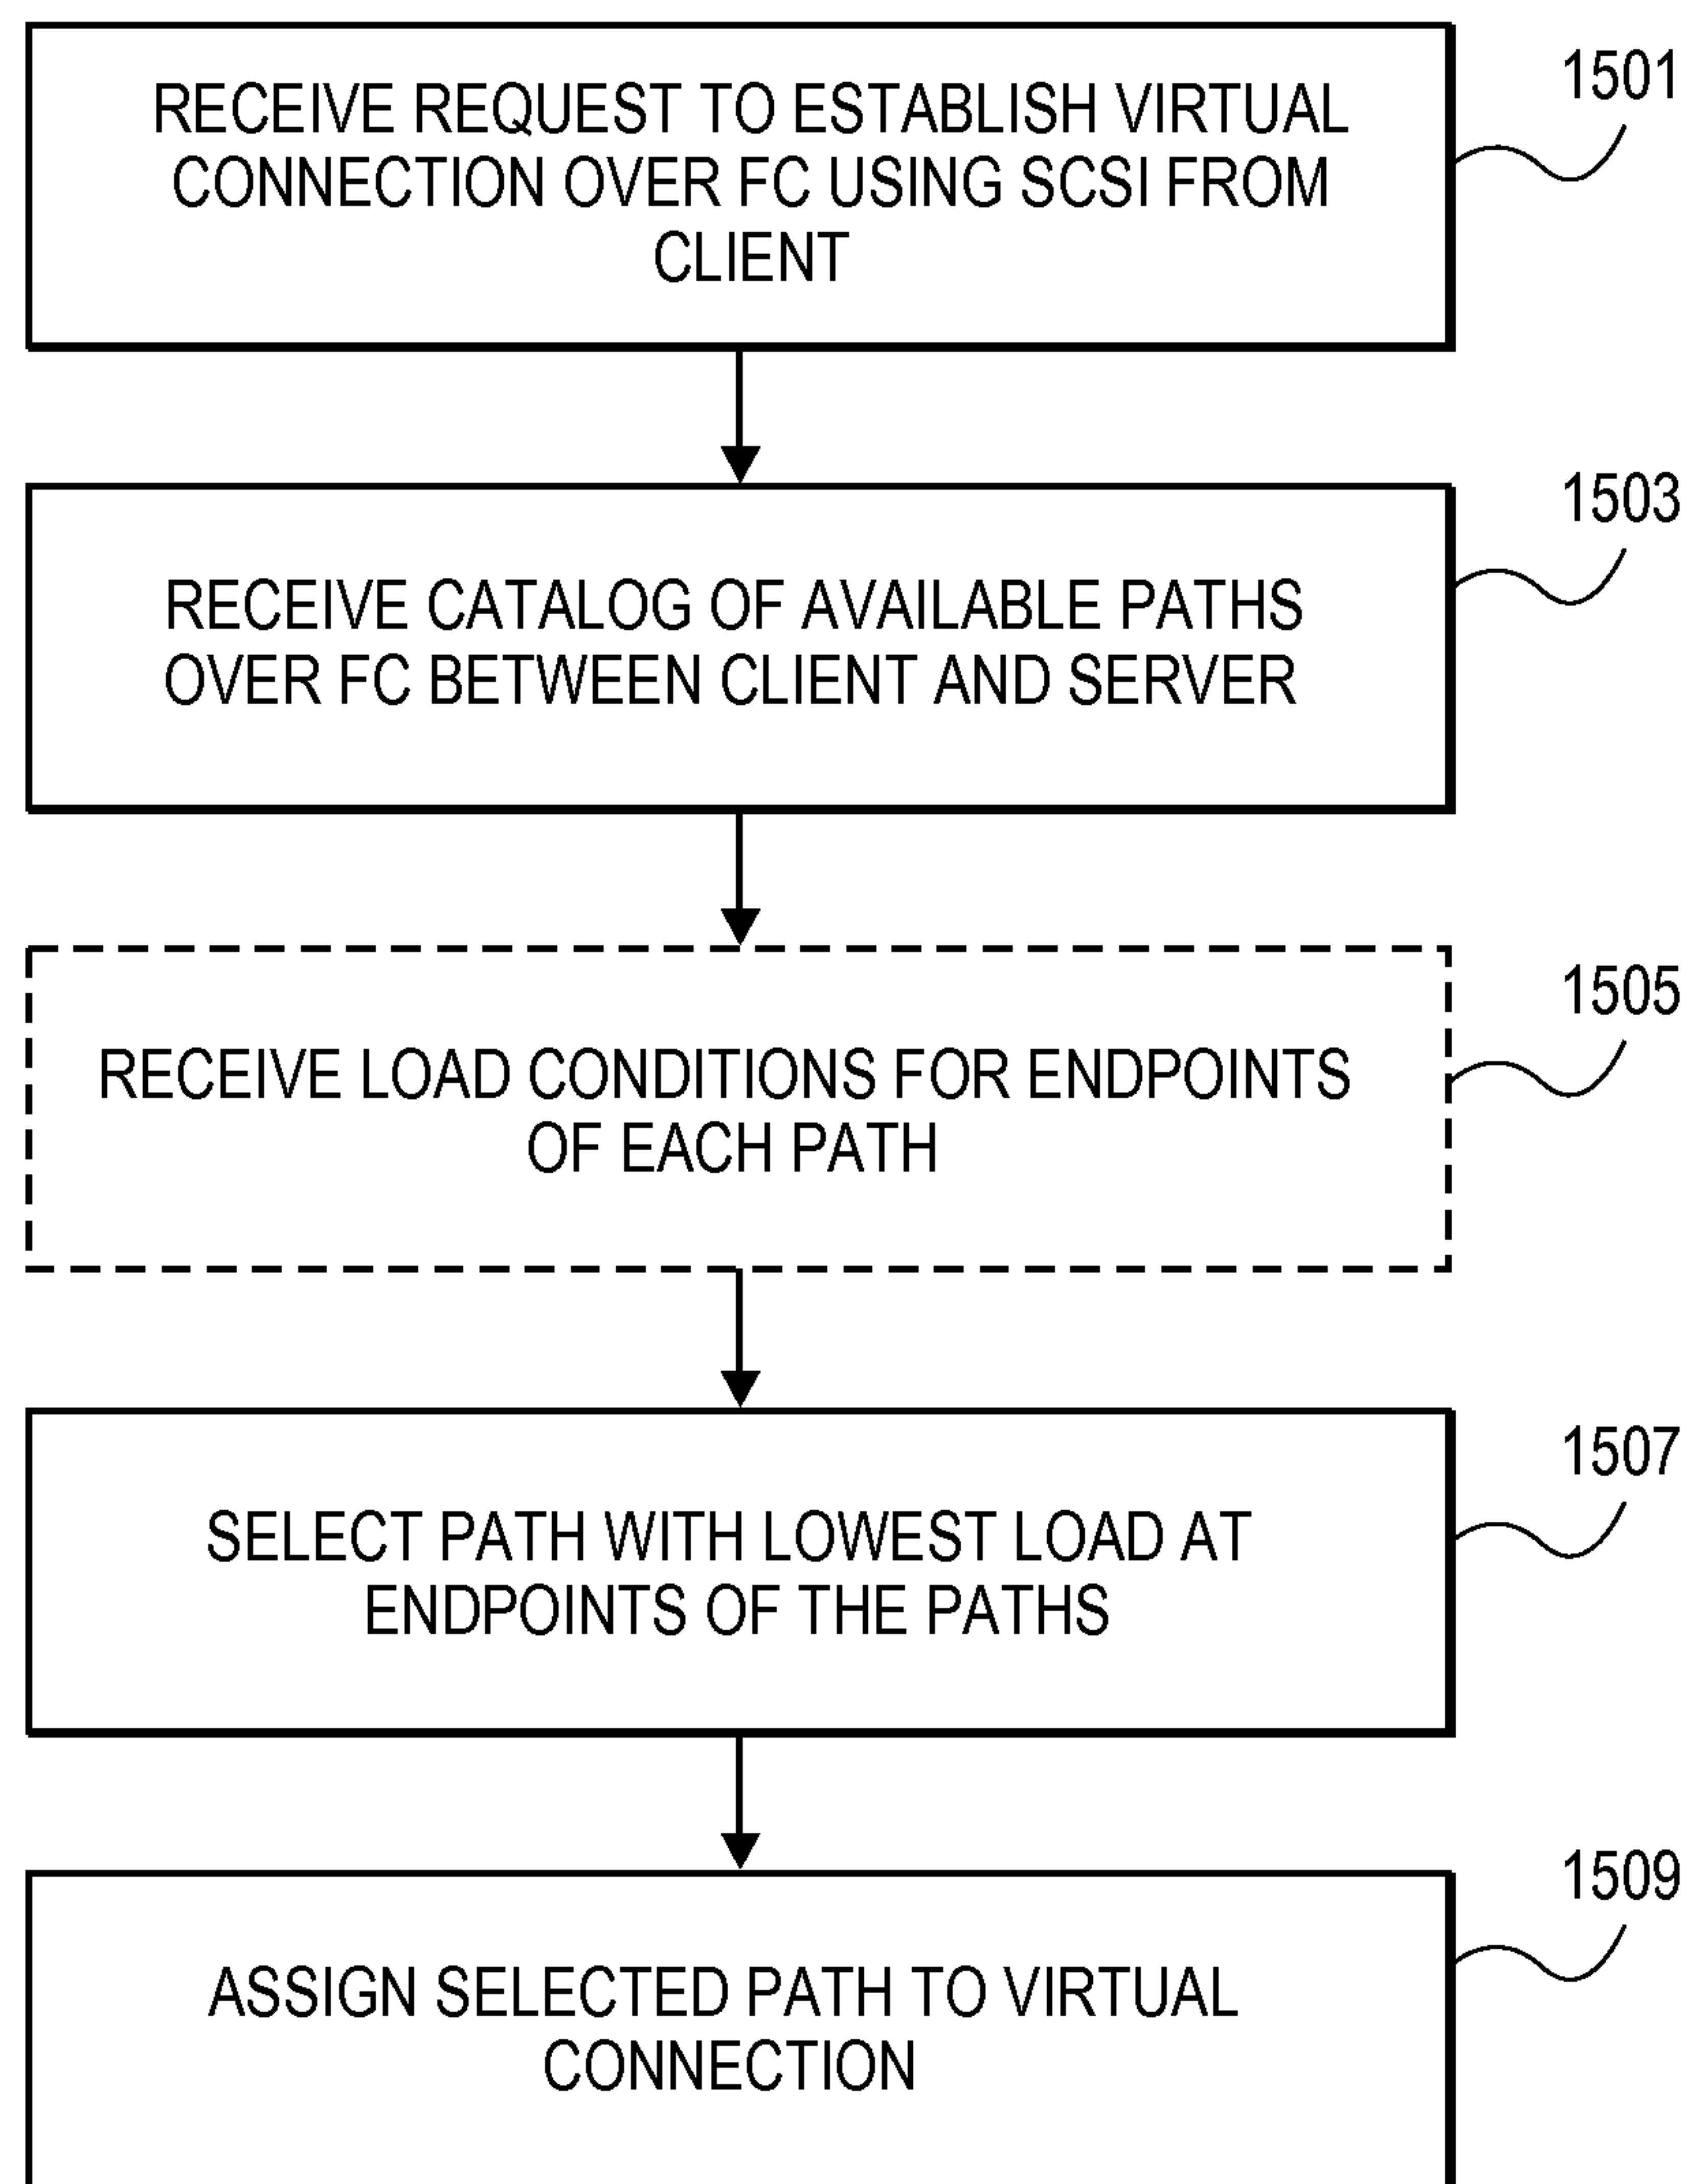 RECEIVE REQUEST TO ESTABLISH VIRTUAL
CONNECTION OVER FC USING SCSI FROM
CLIENT
1501
RECEIVE CATALOG OF AVAILABLE PATHS
OVER FC BETWEEN CLIENT AND SERVER
1503
RECEIVE LOAD CONDITIONS FOR ENDPOINTS
OF EACH PATH
1505
SELECT PATH WITH LOWEST LOAD AT
ENDPOINTS OF THE PATHS
1507
ASSIGN SELECTED PATH TO VIRTUAL
CONNECTION
1509